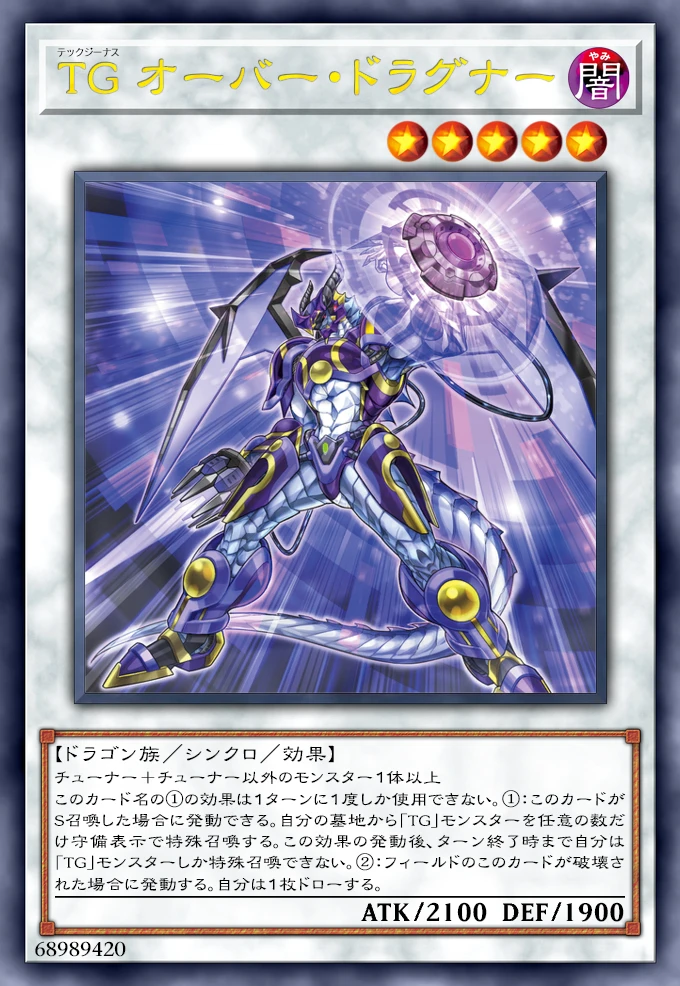 テックジーナス
TG オーバー・ドラグナー
やみ
闇
【ドラゴン族／シンクロ／効果】
チューナー＋チューナー以外のモンスター１体以上
このカード名の①の効果は１ターンに１度しか使用できない。①：このカードが
S召喚した場合に発動できる。自分の墓地から「TG」モンスターを任意の数だ
け守備表示で特殊召喚する。この効果の発動後、ターン終了時まで自分は
「TG」モンスターしか特殊召喚できない。②：フィールドのこのカードが破壊さ
れた場合に発動する。自分は１枚ドローする。
ATK/2100 DEF/1900
68989420